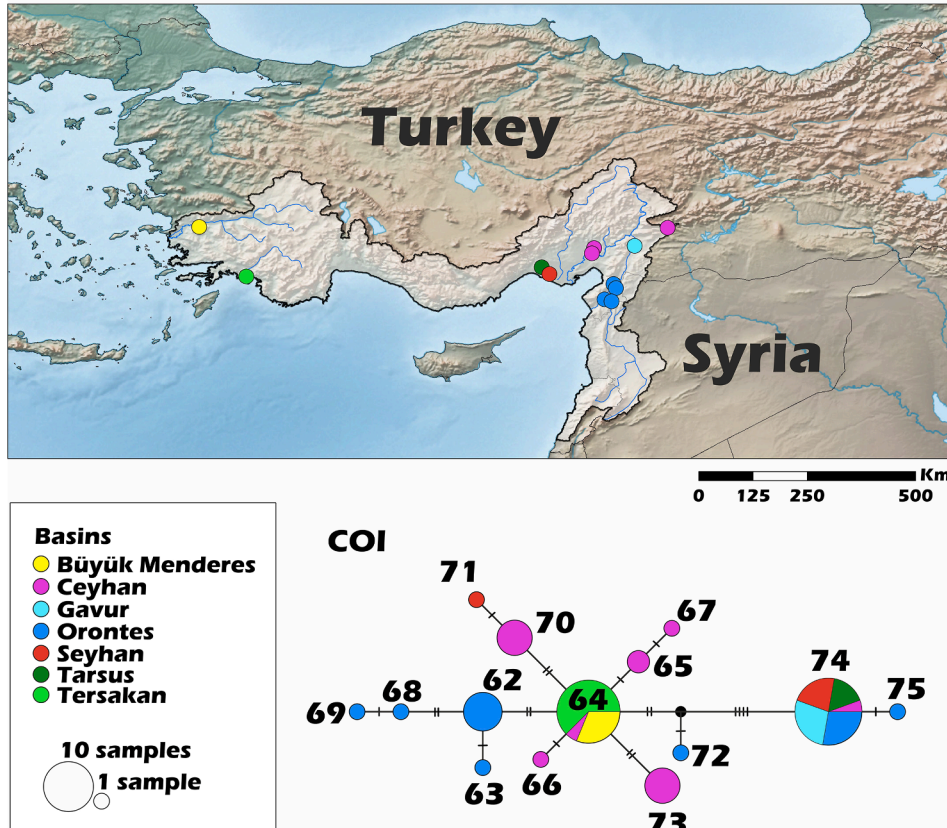 Turkey
Syria
Km
0 125 250 500
Basins
Büyük Menderes
Ceyhan
Gavur
Orontes
Seyhan
Tarsus
Tersakan
10 samples
1 sample
COI
71
70
67
65
74
62
64
68
69
75
72
66
63
73